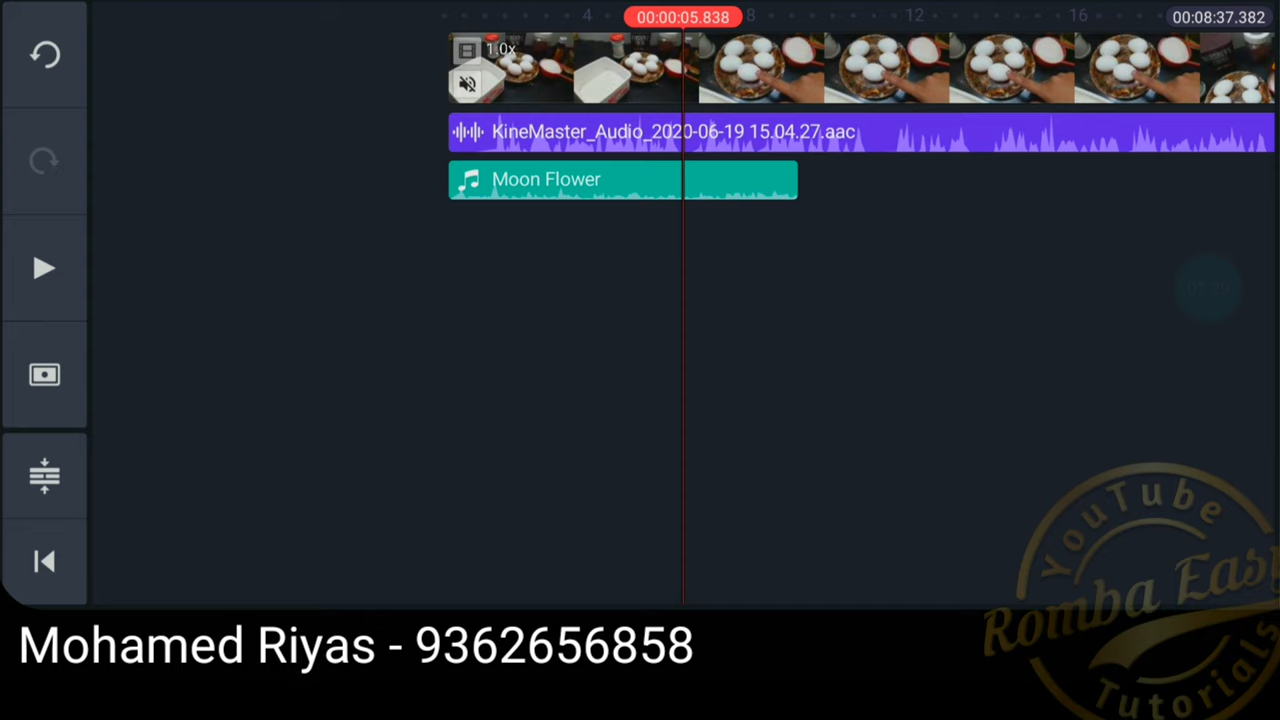 4
00:00:05.838
8
12
16
00:08:37.382
1.0x
KineMaster_Audio_2020-06-19 15.04.27.aac
Moon Flower
YouTube
Romba Easy
Tutorials
Mohamed Riyas - 9362656858